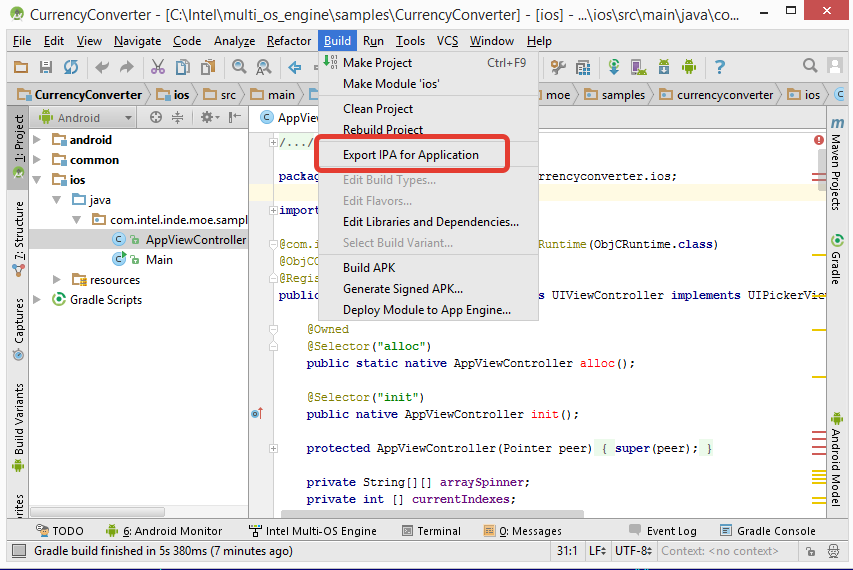 CurrencyConverter - [C:\Intel\multi_os_engine\samples\CurrencyConverter] - [ios] - ...\ios\src\main\java\co...
File Edit View Navigate Code Analyze Refactor Build Run Tools VCS Window Help
CurrencyConverter ios src main moe samples currencyconverter ios
Make Project Ctrl+F9
Make Module 'ios'
Clean Project
Rebuild Project
Export IPA for Application
Edit Build Types...
Edit Flavors...
Edit Libraries and Dependencies...
Select Build Variant...
Build APK
Generate Signed APK...
Deploy Module to App Engine...
1: Project
7: Structure
Captures
Build Variants
rites
Android
android
common
ios
java
com.intel.inde.moe.sampl
AppViewController
Main
resources
Gradle Scripts
AppView
/.../
packag urrencyconverter.ios;
import
@com.i Runtime(ObjCRuntime.class)
@ObjCC
@Regis
public s UIViewController implements UIPickerView
@Owned
@Selector("alloc")
public static native AppViewController alloc();
@Selector("init")
public native AppViewController init();
protected AppViewController(Pointer peer) { super(peer); }
private String[][] arraySpinner;
private int [] currentIndexes;
Maven Projects
Gradle
Android Model
TODO 6: Android Monitor Intel Multi-OS Engine Terminal 0: Messages Event Log Gradle Console
Gradle build finished in 5s 380ms (7 minutes ago) 31:1 LF UTF-8 Context: <no context>